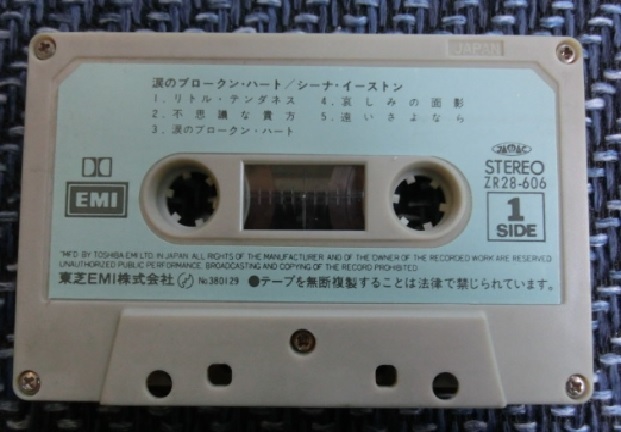 JAPAN
涙のブロークン・ハート／シーナ・イーストン
1. リトル・テンダネス 4. 哀しみの面影
2. 不思議な貴方 5. 遠いさよなら
3. 涙のブロークン・ハート
EMI
STEREO
ZR28-606
1
SIDE
"MFD. BY TOSHIBA EMI LTD. IN JAPAN. ALL RIGHTS OF THE MANUFACTURER AND OF THE OWNER OF THE RECORDED WORK ARE RESERVED.
UNAUTHORIZED PUBLIC PERFORMANCE, BROADCASTING AND COPYING OF THE RECORD PROHIBITED.
東芝EMI株式会社 No.380129 ●テープを無断複製することは法律で禁じられています。